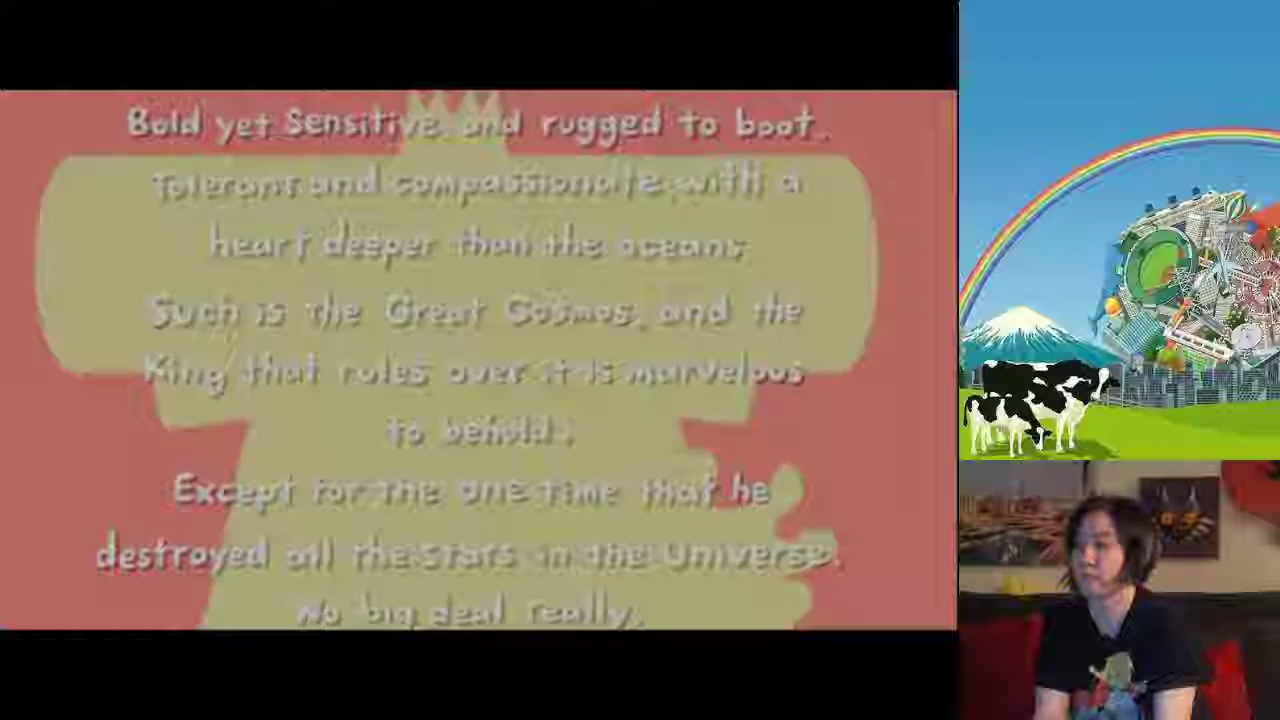 Bold yet Sensitive, and rugged to boot.
Tolerant and compassionate, with a
heart deeper than the oceans.
Such is the Great Cosmos, and the
King that rules over it is marvelous
to behold.
Except for the one time that he
destroyed all the stars in the Universe.
No big deal really.